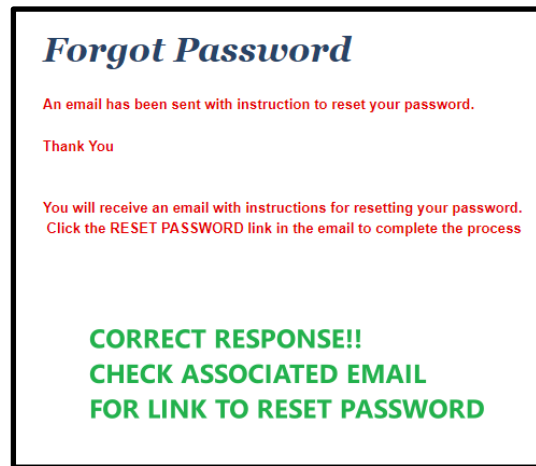 Forgot Password
An email has been sent with instruction to reset your password.
Thank You
You will receive an email with instructions for resetting your password.
Click the RESET PASSWORD link in the email to complete the process
CORRECT RESPONSE!!
CHECK ASSOCIATED EMAIL
FOR LINK TO RESET PASSWORD